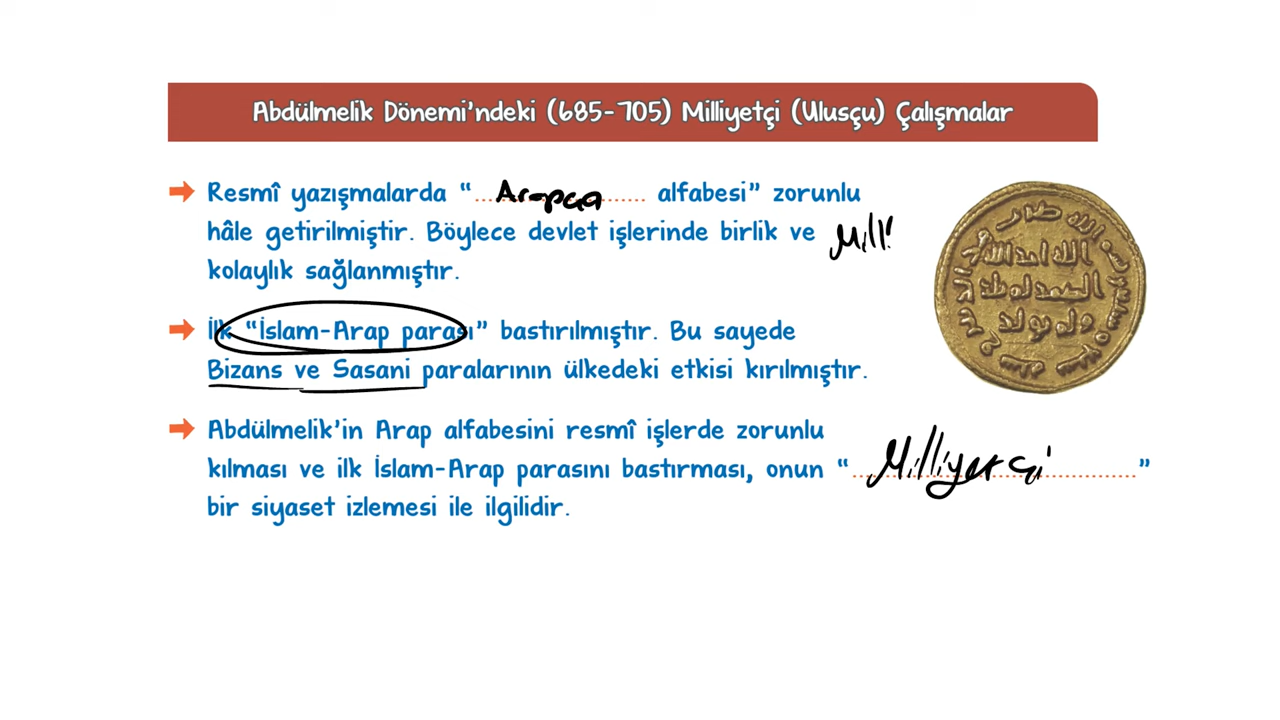 Abdülmelik Dönemi'ndeki (685-705) Milliyetçi (Ulusçu) Çalışmalar
Resmî yazışmalarda “ Arapça alfabesi” zorunlu
hâle getirilmiştir. Böylece devlet işlerinde birlik ve Milli
kolaylık sağlanmıştır.
İlk “İslam-Arap parası” bastırılmıştır. Bu sayede
Bizans ve Sasani paralarının ülkedeki etkisi kırılmıştır.
Abdülmelik'in Arap alfabesini resmî işlerde zorunlu
kılması ve ilk İslam-Arap parasını bastırması, onun “ Milliyetçi ”
bir siyaset izlemesi ile ilgilidir.